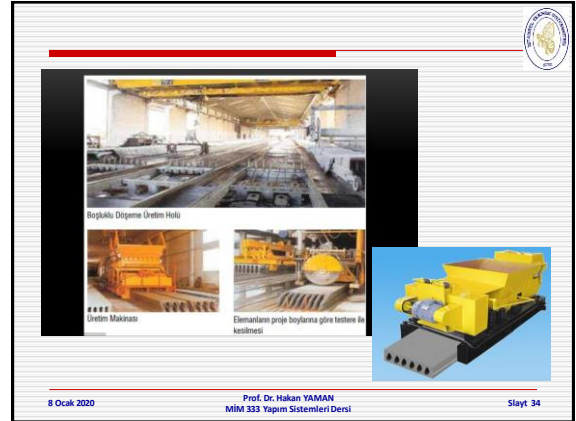 Boşluklu Döşeme Üretim Holü
Üretim Makinası
Elemanların proje boylarına göre testere ile
kesilmesi
8 Ocak 2020
Prof. Dr. Hakan YAMAN
MİM 333 Yapım Sistemleri Dersi
Slayt 34